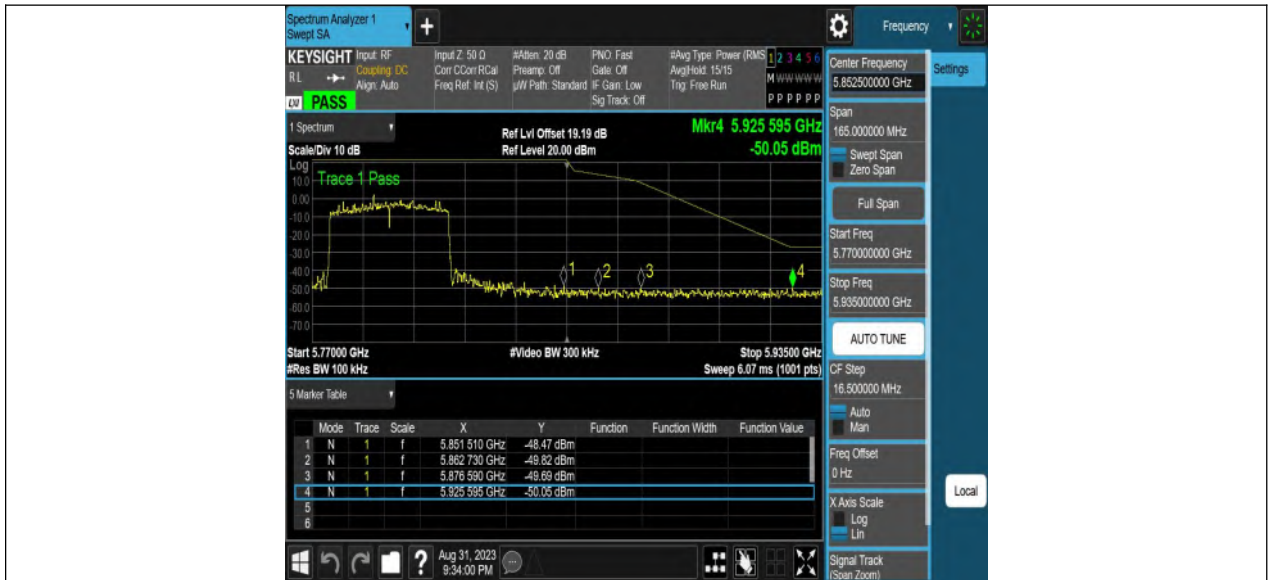 Spectrum Analyzer 1
Swept SA
+
Frequency
KEYSIGHT Input: RF Input Z: 50 Ω #Atten: 20 dB PNO: Fast #Avg Type: Power (RMS 1 2 3 4 5 6
RL Coupling: DC Corr CCorr RCal Preamp: Off Gate: Off Avg|Hold: 15/15 M W W W W W
Align: Auto Freq Ref: Int (S) µW Path: Standard IF Gain: Low Trig: Free Run
Sig Track: Off P P P P P P
LXI PASS
1 Spectrum Ref Lvl Offset 19.19 dB Mkr4 5.925 595 GHz
Scale/Div 10 dB Ref Level 20.00 dBm -50.05 dBm
Log
Trace 1 Pass
10.0
0.00
-10.0
-20.0
-30.0
-40.0
-50.0
-60.0
-70.0
1 2 3 4
Start 5.77000 GHz #Video BW 300 kHz Stop 5.93500 GHz
#Res BW 100 kHz Sweep 6.07 ms (1001 pts)
5 Marker Table
Mode Trace Scale X Y Function Function Width Function Value
1 N 1 f 5.851 510 GHz -48.47 dBm
2 N 1 f 5.862 730 GHz -49.82 dBm
3 N 1 f 5.876 590 GHz -49.69 dBm
4 N 1 f 5.925 595 GHz -50.05 dBm
5
6
?
Aug 31, 2023
9:34:00 PM
Center Frequency
5.852500000 GHz
Settings
Span
165.000000 MHz
Swept Span
Zero Span
Full Span
Start Freq
5.770000000 GHz
Stop Freq
5.935000000 GHz
AUTO TUNE
CF Step
16.500000 MHz
Auto
Man
Freq Offset
0 Hz
Local
X Axis Scale
Log
Lin
Signal Track
(Span Zoom)